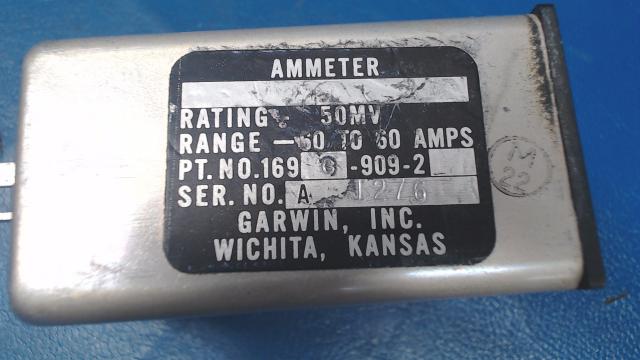 AMMETER
RATING - 50MV
RANGE -60 TO 60 AMPS
PT. NO. 169 C -909-2
SER. NO. A 1276
GARWIN, INC.
WICHITA, KANSAS
M
22